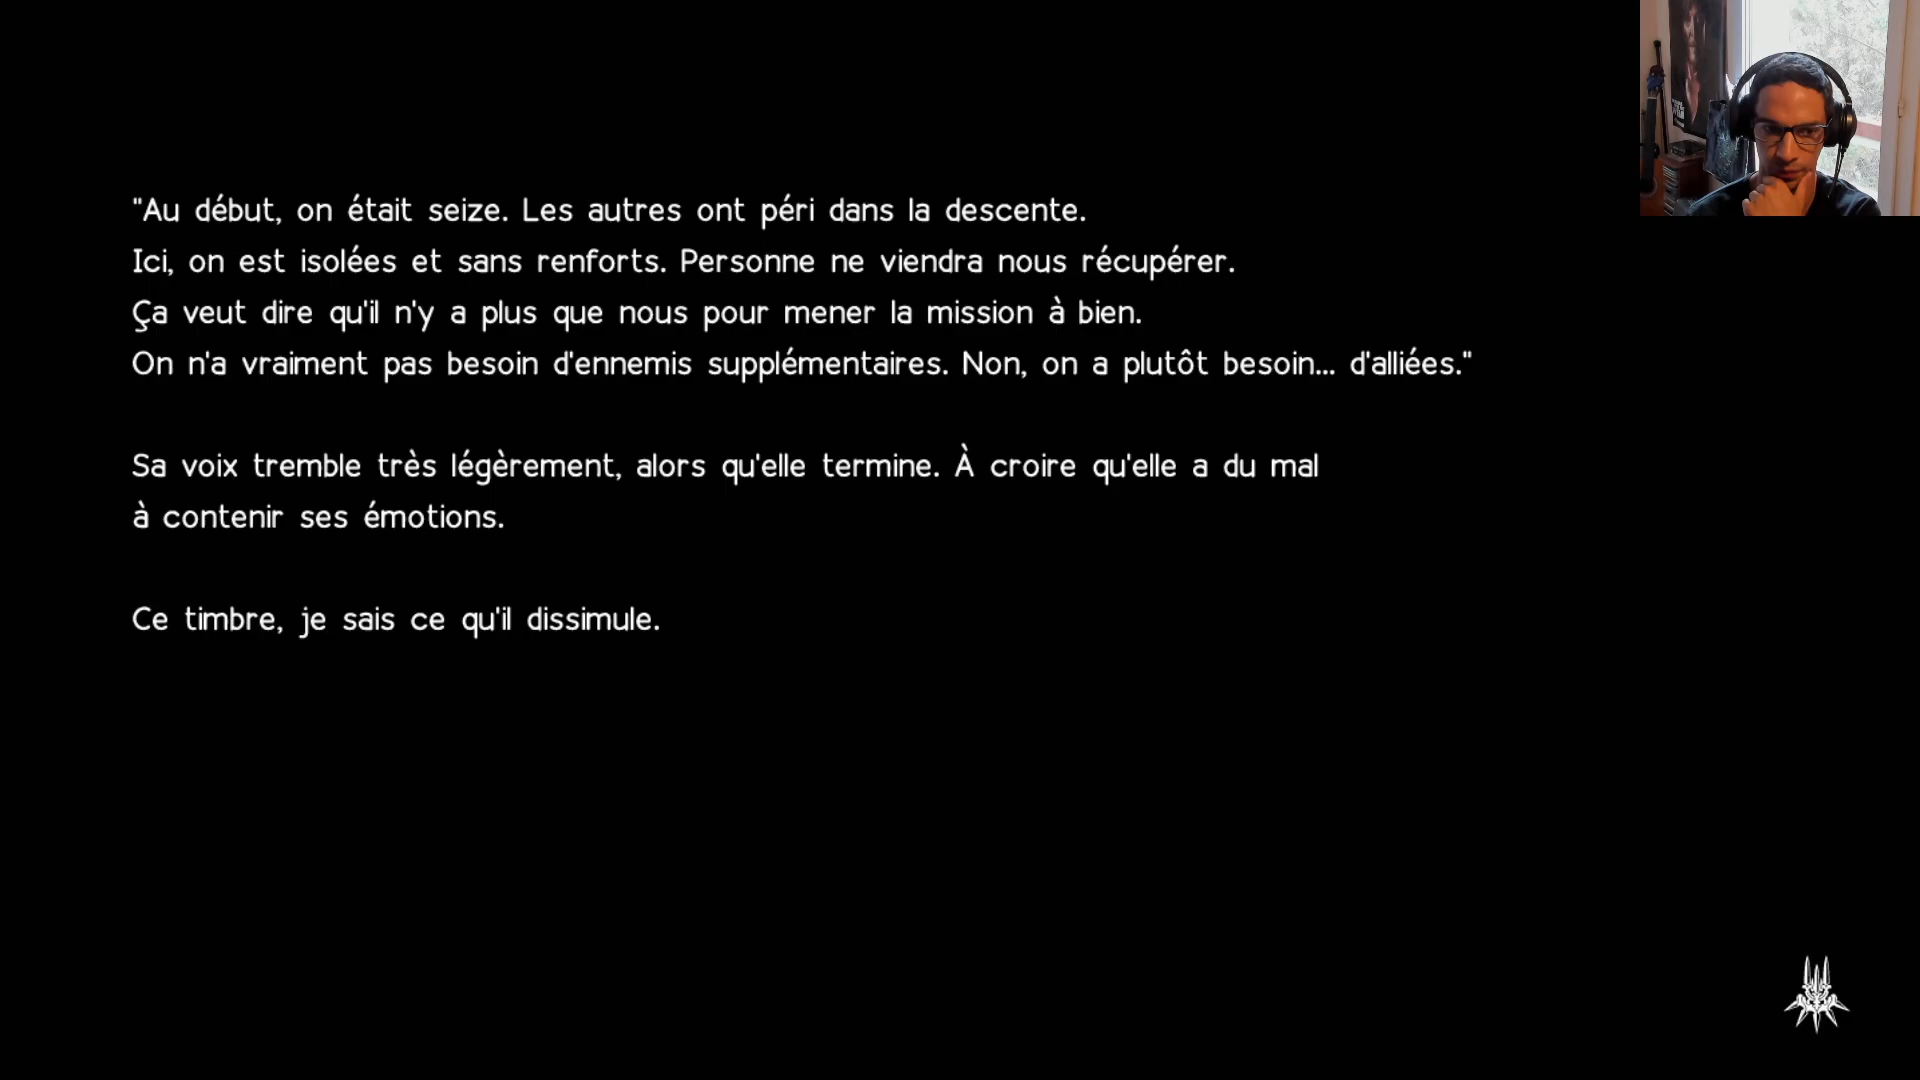 "Au début, on était seize. Les autres ont péri dans la descente.
Ici, on est isolées et sans renforts. Personne ne viendra nous récupérer.
Ça veut dire qu'il n'y a plus que nous pour mener la mission à bien.
On n'a vraiment pas besoin d'ennemis supplémentaires. Non, on a plutôt besoin... d'alliées."
Sa voix tremble très légèrement, alors qu'elle termine. À croire qu'elle a du mal
à contenir ses émotions.
Ce timbre, je sais ce qu'il dissimule.